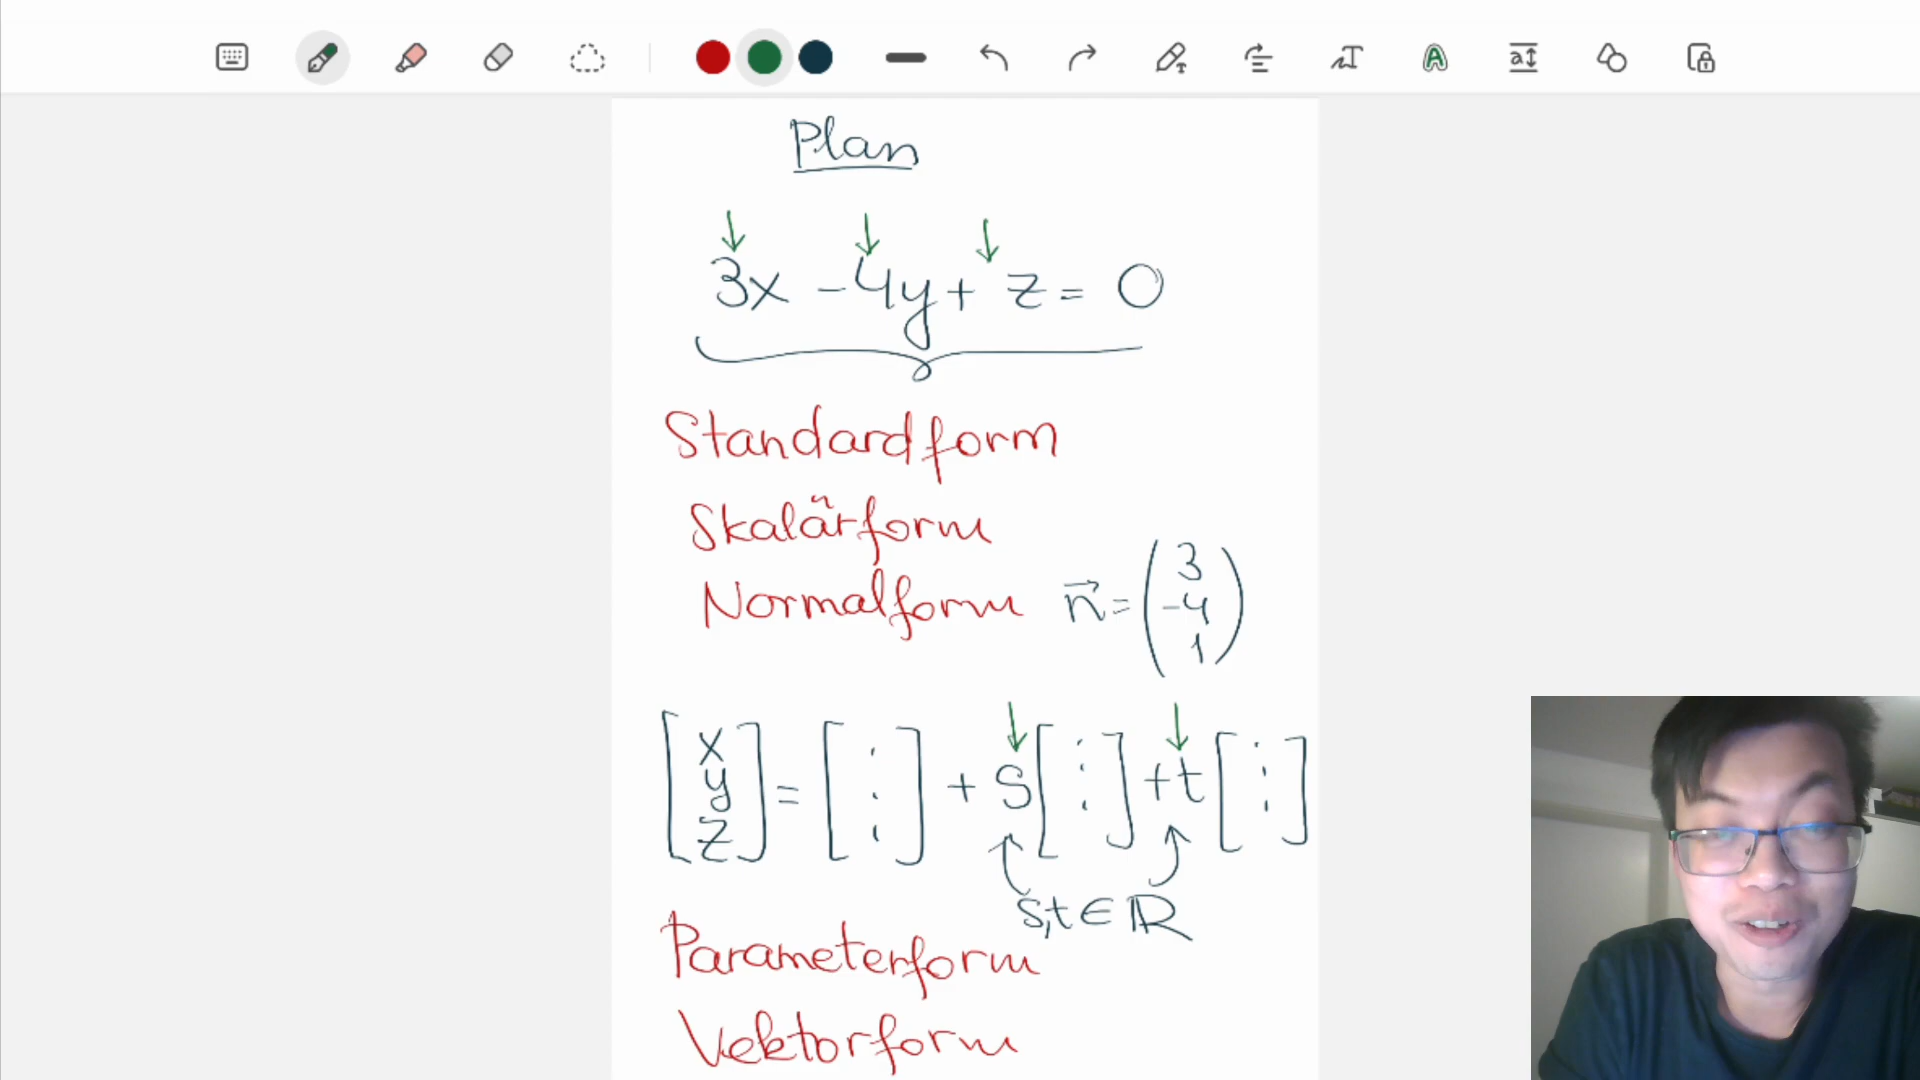 Plan
3x - 4y + z = 0
Standardform
Skalärform
Normalform n⃗ = (3 -4 1)
[x y z] = [⋮] + s[⋮] + t[⋮]
s,t ∈ ℝ
Parameterform
Vektorform